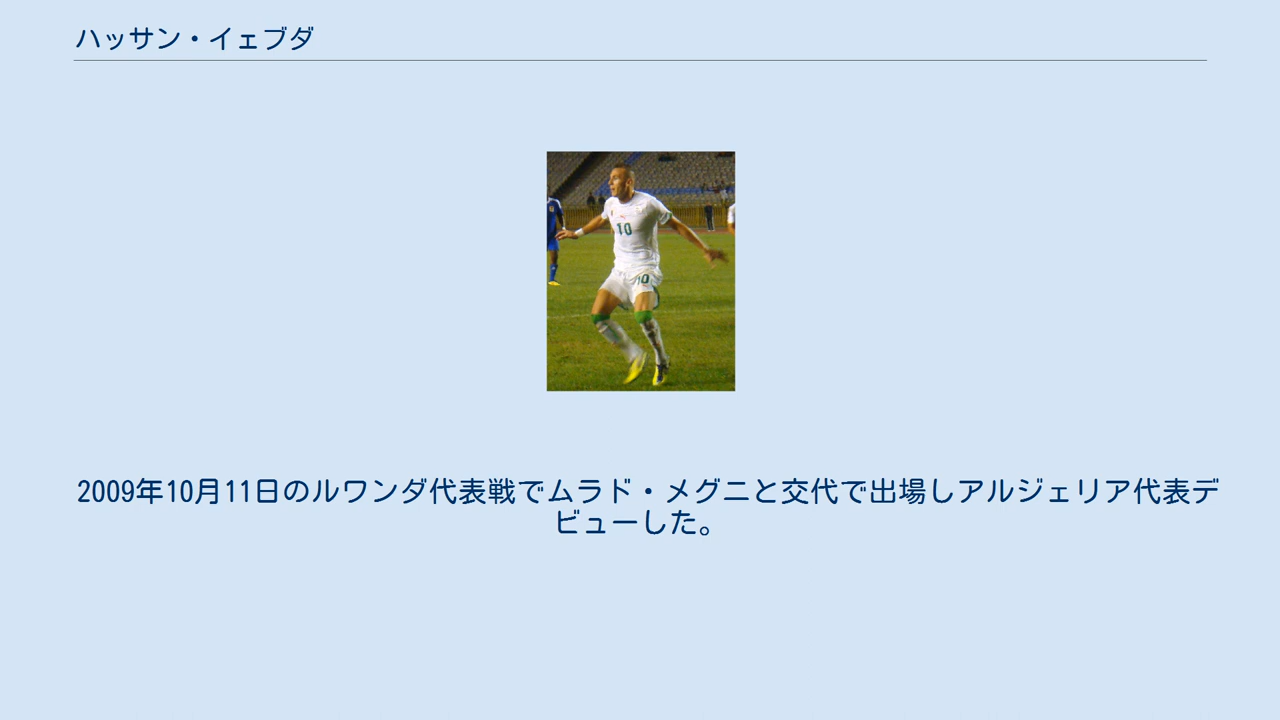 ハッサン・イェブダ
10
10
2009年10月11日のルワンダ代表戦でムラド・メグニと交代で出場しアルジェリア代表デ
ビューした。